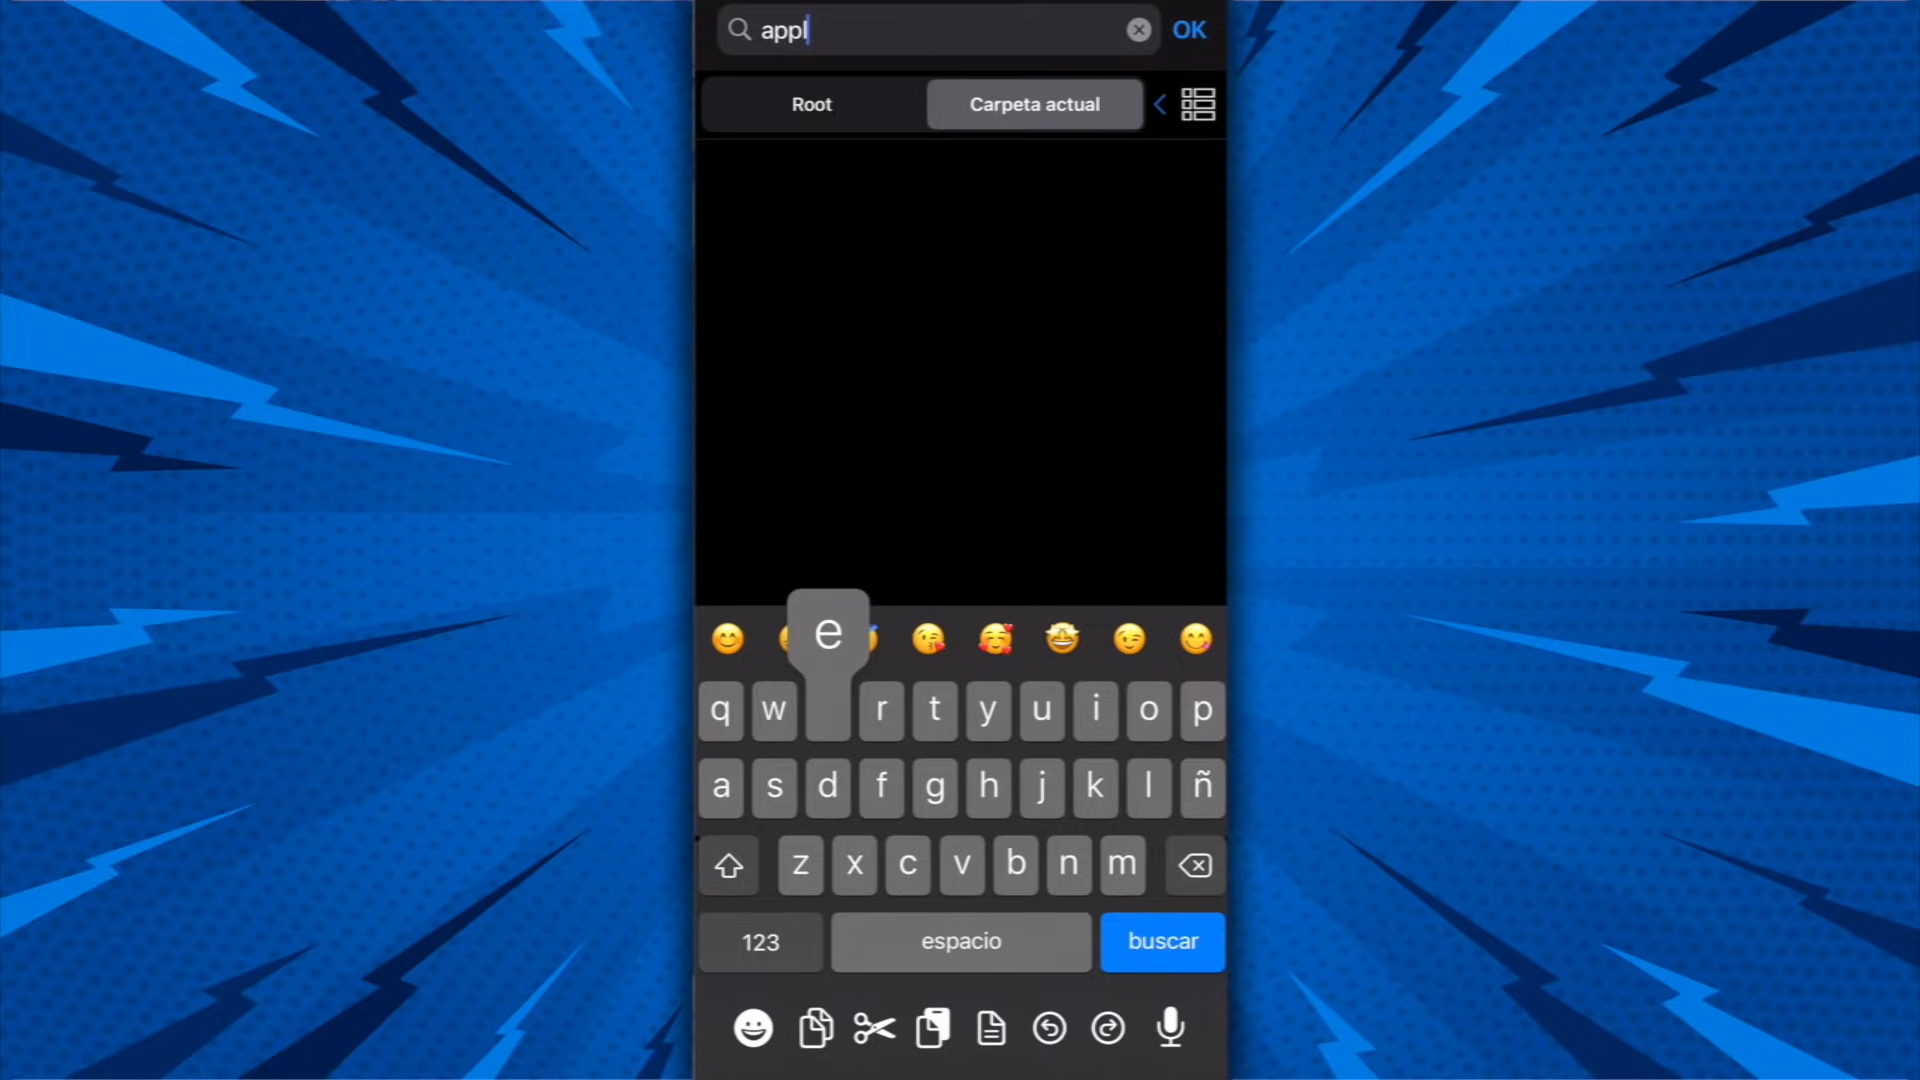 appl
OK
Root
Carpeta actual
e
q w r t y u i o p
a s d f g h j k l ñ
z x c v b n m
123 espacio buscar